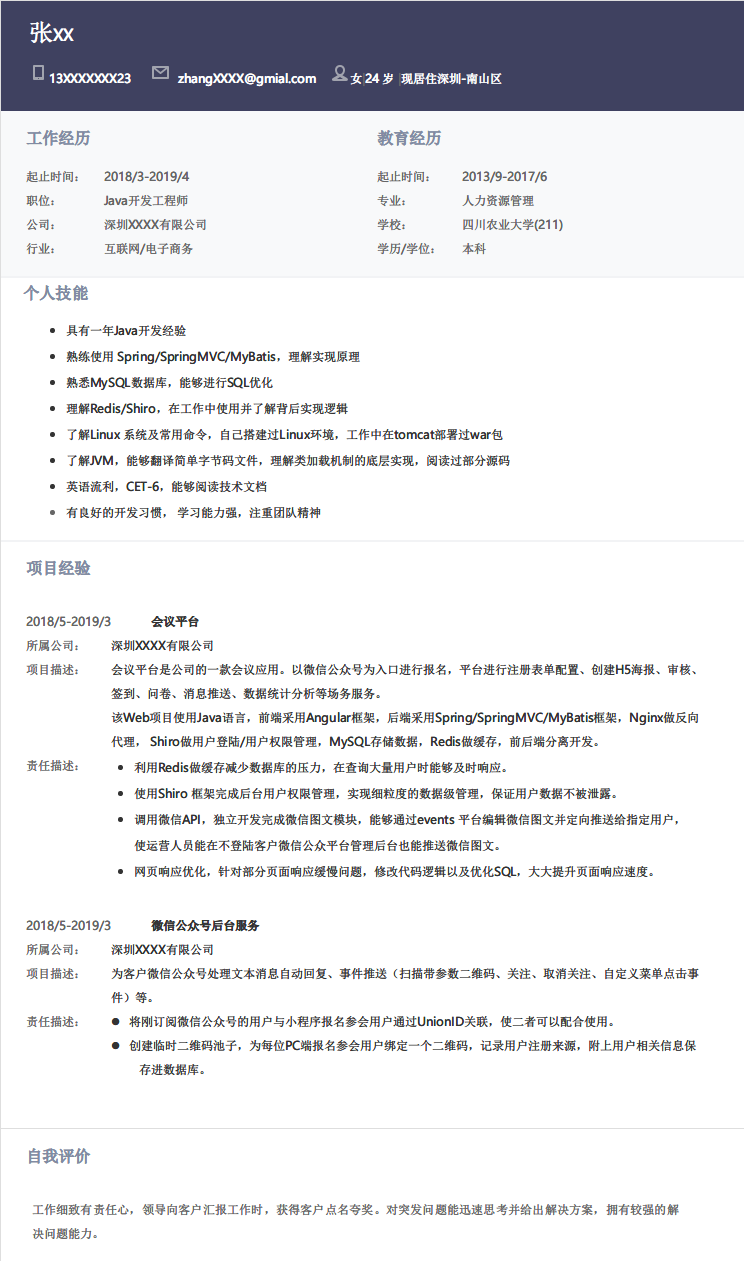 张xx
13XXXXXXX23 zhangXXXX@gmial.com 女|24 岁 |现居住深圳-南山区
工作经历
起止时间： 2018/3-2019/4
职位： Java开发工程师
公司： 深圳XXXX有限公司
行业： 互联网/电子商务
教育经历
起止时间： 2013/9-2017/6
专业： 人力资源管理
学校： 四川农业大学(211)
学历/学位： 本科
个人技能
● 具有一年Java开发经验
● 熟练使用 Spring/SpringMVC/MyBatis，理解实现原理
● 熟悉MySQL数据库，能够进行SQL优化
● 理解Redis/Shiro，在工作中使用并了解背后实现逻辑
● 了解Linux 系统及常用命令，自己搭建过Linux环境，工作中在tomcat部署过war包
● 了解JVM，能够翻译简单字节码文件，理解类加载机制的底层实现，阅读过部分源码
● 英语流利，CET-6，能够阅读技术文档
● 有良好的开发习惯， 学习能力强，注重团队精神
项目经验
2018/5-2019/3 会议平台
所属公司： 深圳XXXX有限公司
项目描述： 会议平台是公司的一款会议应用。以微信公众号为入口进行报名，平台进行注册表单配置、创建H5海报、审核、
签到、问卷、消息推送、数据统计分析等场务服务。
该Web项目使用Java语言，前端采用Angular框架，后端采用Spring/SpringMVC/MyBatis框架，Nginx做反向
代理， Shiro做用户登陆/用户权限管理，MySQL存储数据，Redis做缓存，前后端分离开发。
责任描述： ● 利用Redis做缓存减少数据库的压力，在查询大量用户时能够及时响应。
● 使用Shiro 框架完成后台用户权限管理，实现细粒度的数据级管理，保证用户数据不被泄露。
● 调用微信API，独立开发完成微信图文模块，能够通过events 平台编辑微信图文并定向推送给指定用户，
使运营人员能在不登陆客户微信公众平台管理后台也能推送微信图文。
● 网页响应优化，针对部分页面响应缓慢问题，修改代码逻辑以及优化SQL，大大提升页面响应速度。
2018/5-2019/3 微信公众号后台服务
所属公司： 深圳XXXX有限公司
项目描述： 为客户微信公众号处理文本消息自动回复、事件推送（扫描带参数二维码、关注、取消关注、自定义菜单点击事
件）等。
责任描述： ● 将刚订阅微信公众号的用户与小程序报名参会用户通过UnionID关联，使二者可以配合使用。
● 创建临时二维码池子，为每位PC端报名参会用户绑定一个二维码，记录用户注册来源，附上用户相关信息保
存进数据库。
自我评价
工作细致有责任心，领导向客户汇报工作时，获得客户点名夸奖。对突发问题能迅速思考并给出解决方案，拥有较强的解
决问题能力。